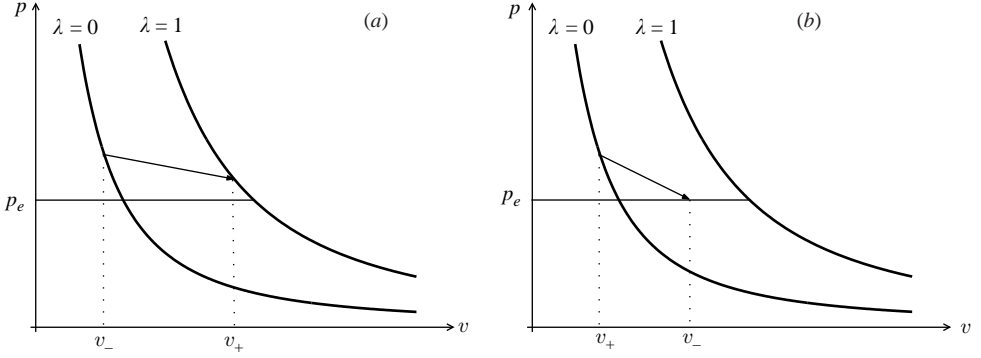 p
λ = 0
λ = 1
(a)
p_e
v_−
v_+
v
p
λ = 0
λ = 1
(b)
p_e
v_+
v_−
v